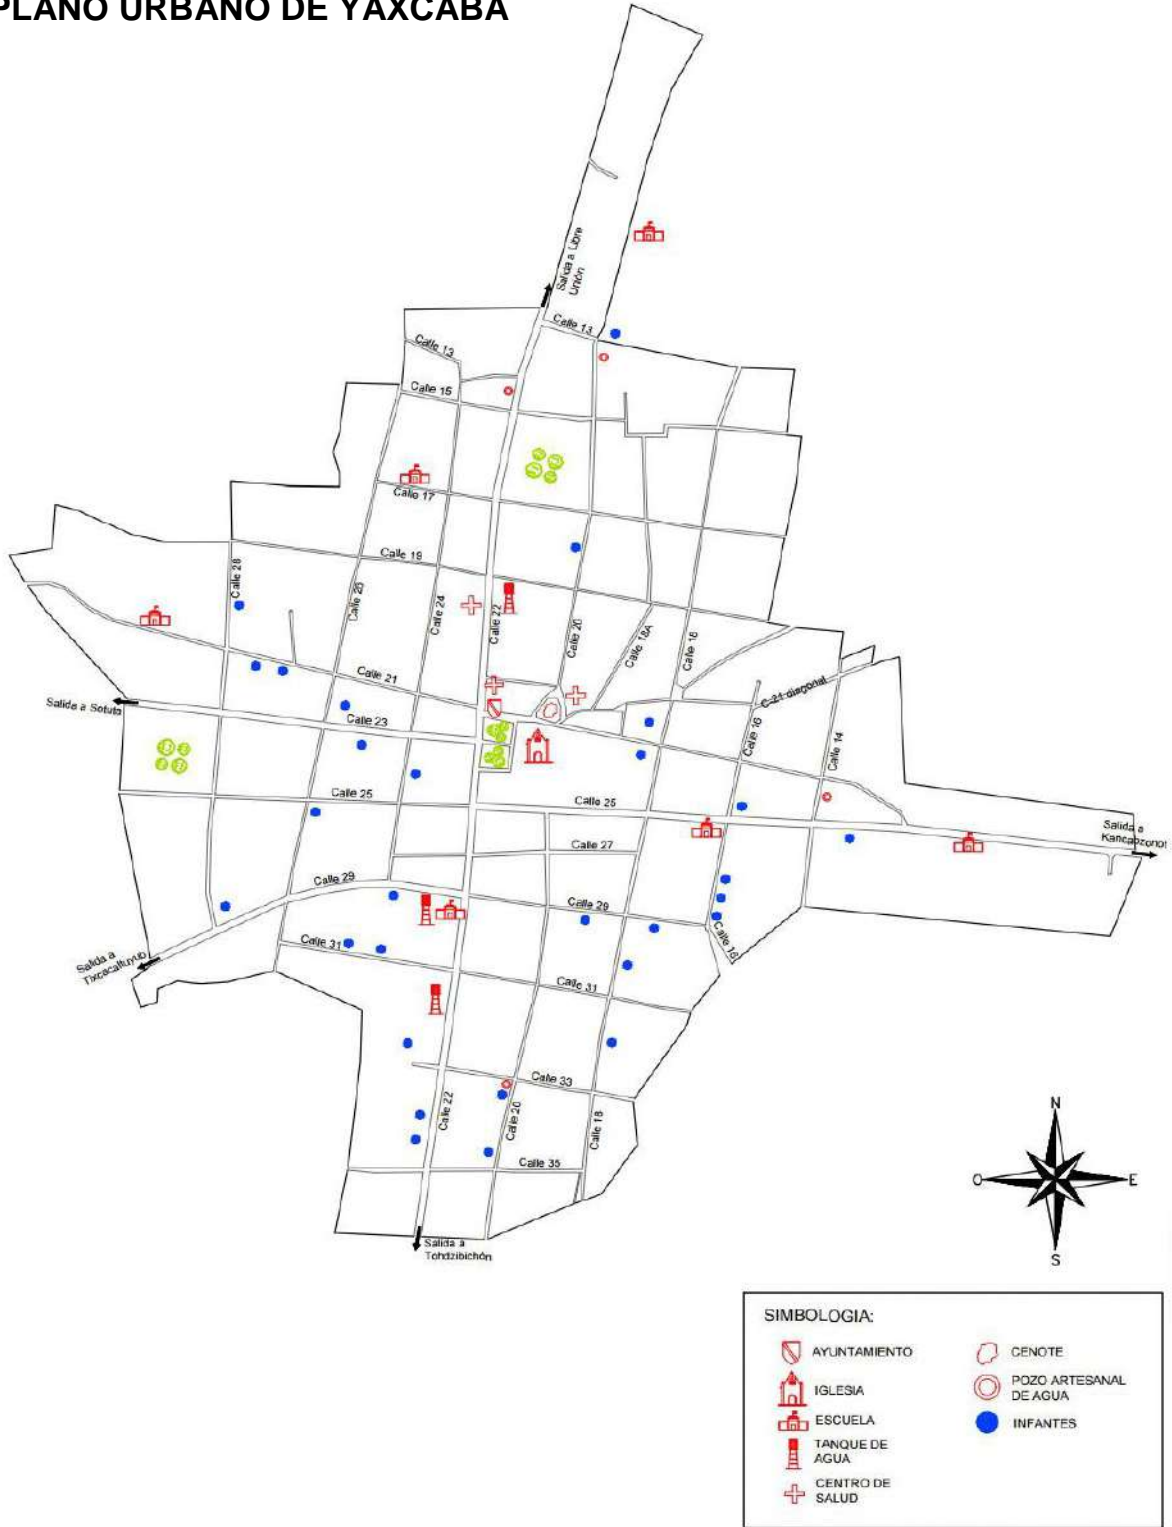 PLANO URBANO DE YAXCABA
Salida a Libre
Unión
Calle 13
Calle 13
Calle 15
Calle 17
Calle 19
Calle 28
Calle 26
Calle 24
Calle 22
Calle 20
Calle 18A
Calle 18
Calle 21
C-21 diagonal
Salida a Sotuta
Calle 23
Calle 16
Calle 14
Calle 25
Calle 25
Salida a
Kancabzonot
Calle 27
Calle 29
Calle 29
Calle 16
Calle 31
Salida a
Tixcacaltuyub
Calle 31
Calle 33
Calle 22
Calle 20
Calle 18
Calle 35
Salida a
Tohdzibichón
N
O
E
S
SIMBOLOGIA:
AYUNTAMIENTO
IGLESIA
ESCUELA
TANQUE DE
AGUA
CENTRO DE
SALUD
CENOTE
POZO ARTESANAL
DE AGUA
INFANTES